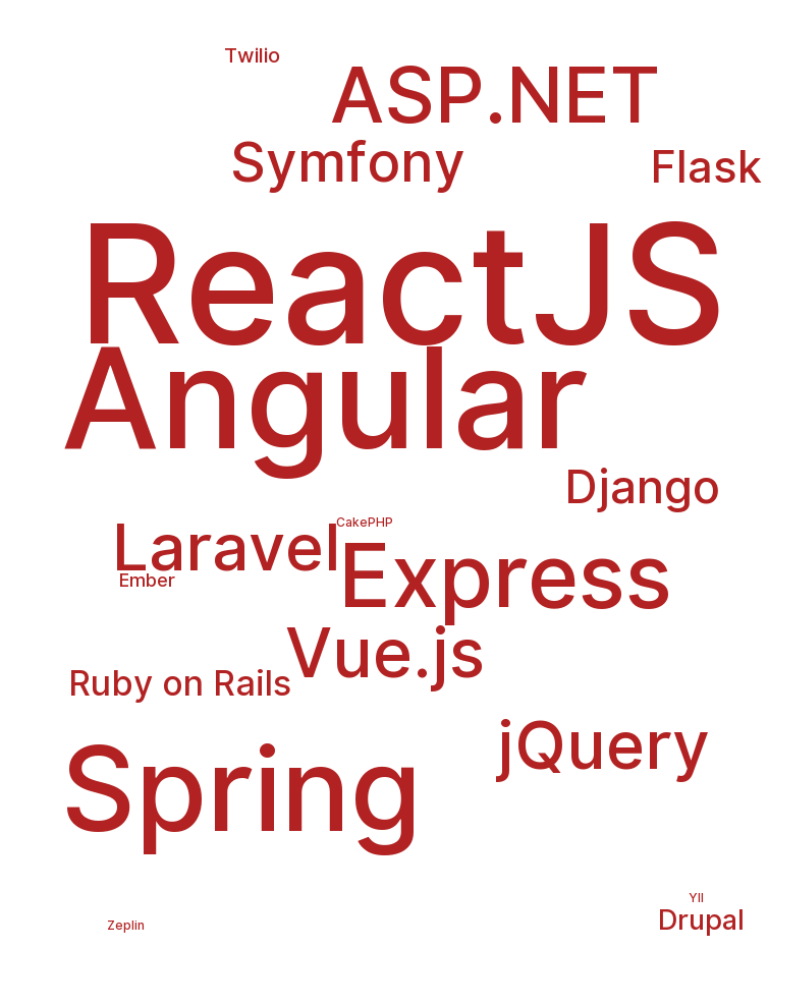 Twilio
ASP.NET
Symfony
Flask
ReactJS
Angular
Django
CakePHP
Laravel
Express
Ember
Vue.js
Ruby on Rails
jQuery
Spring
YII
Drupal
Zeplin